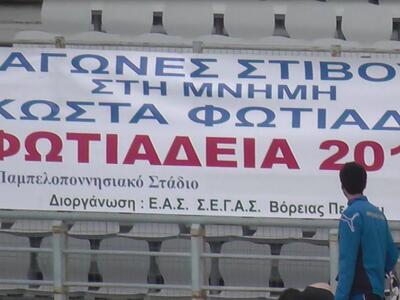 ΑΓΩΝΕΣ ΣΤΙΒΟ
ΣΤΗ ΜΝΗΜΗ
ΚΩΣΤΑ ΦΩΤΙΑΔ
ΦΩΤΙΑΔΕΙΑ 201
Παμπελοποννησιακό Στάδιο
Διοργάνωση : Ε.Α.Σ. Σ.Ε.Γ.Α.Σ. Βόρειας Πε